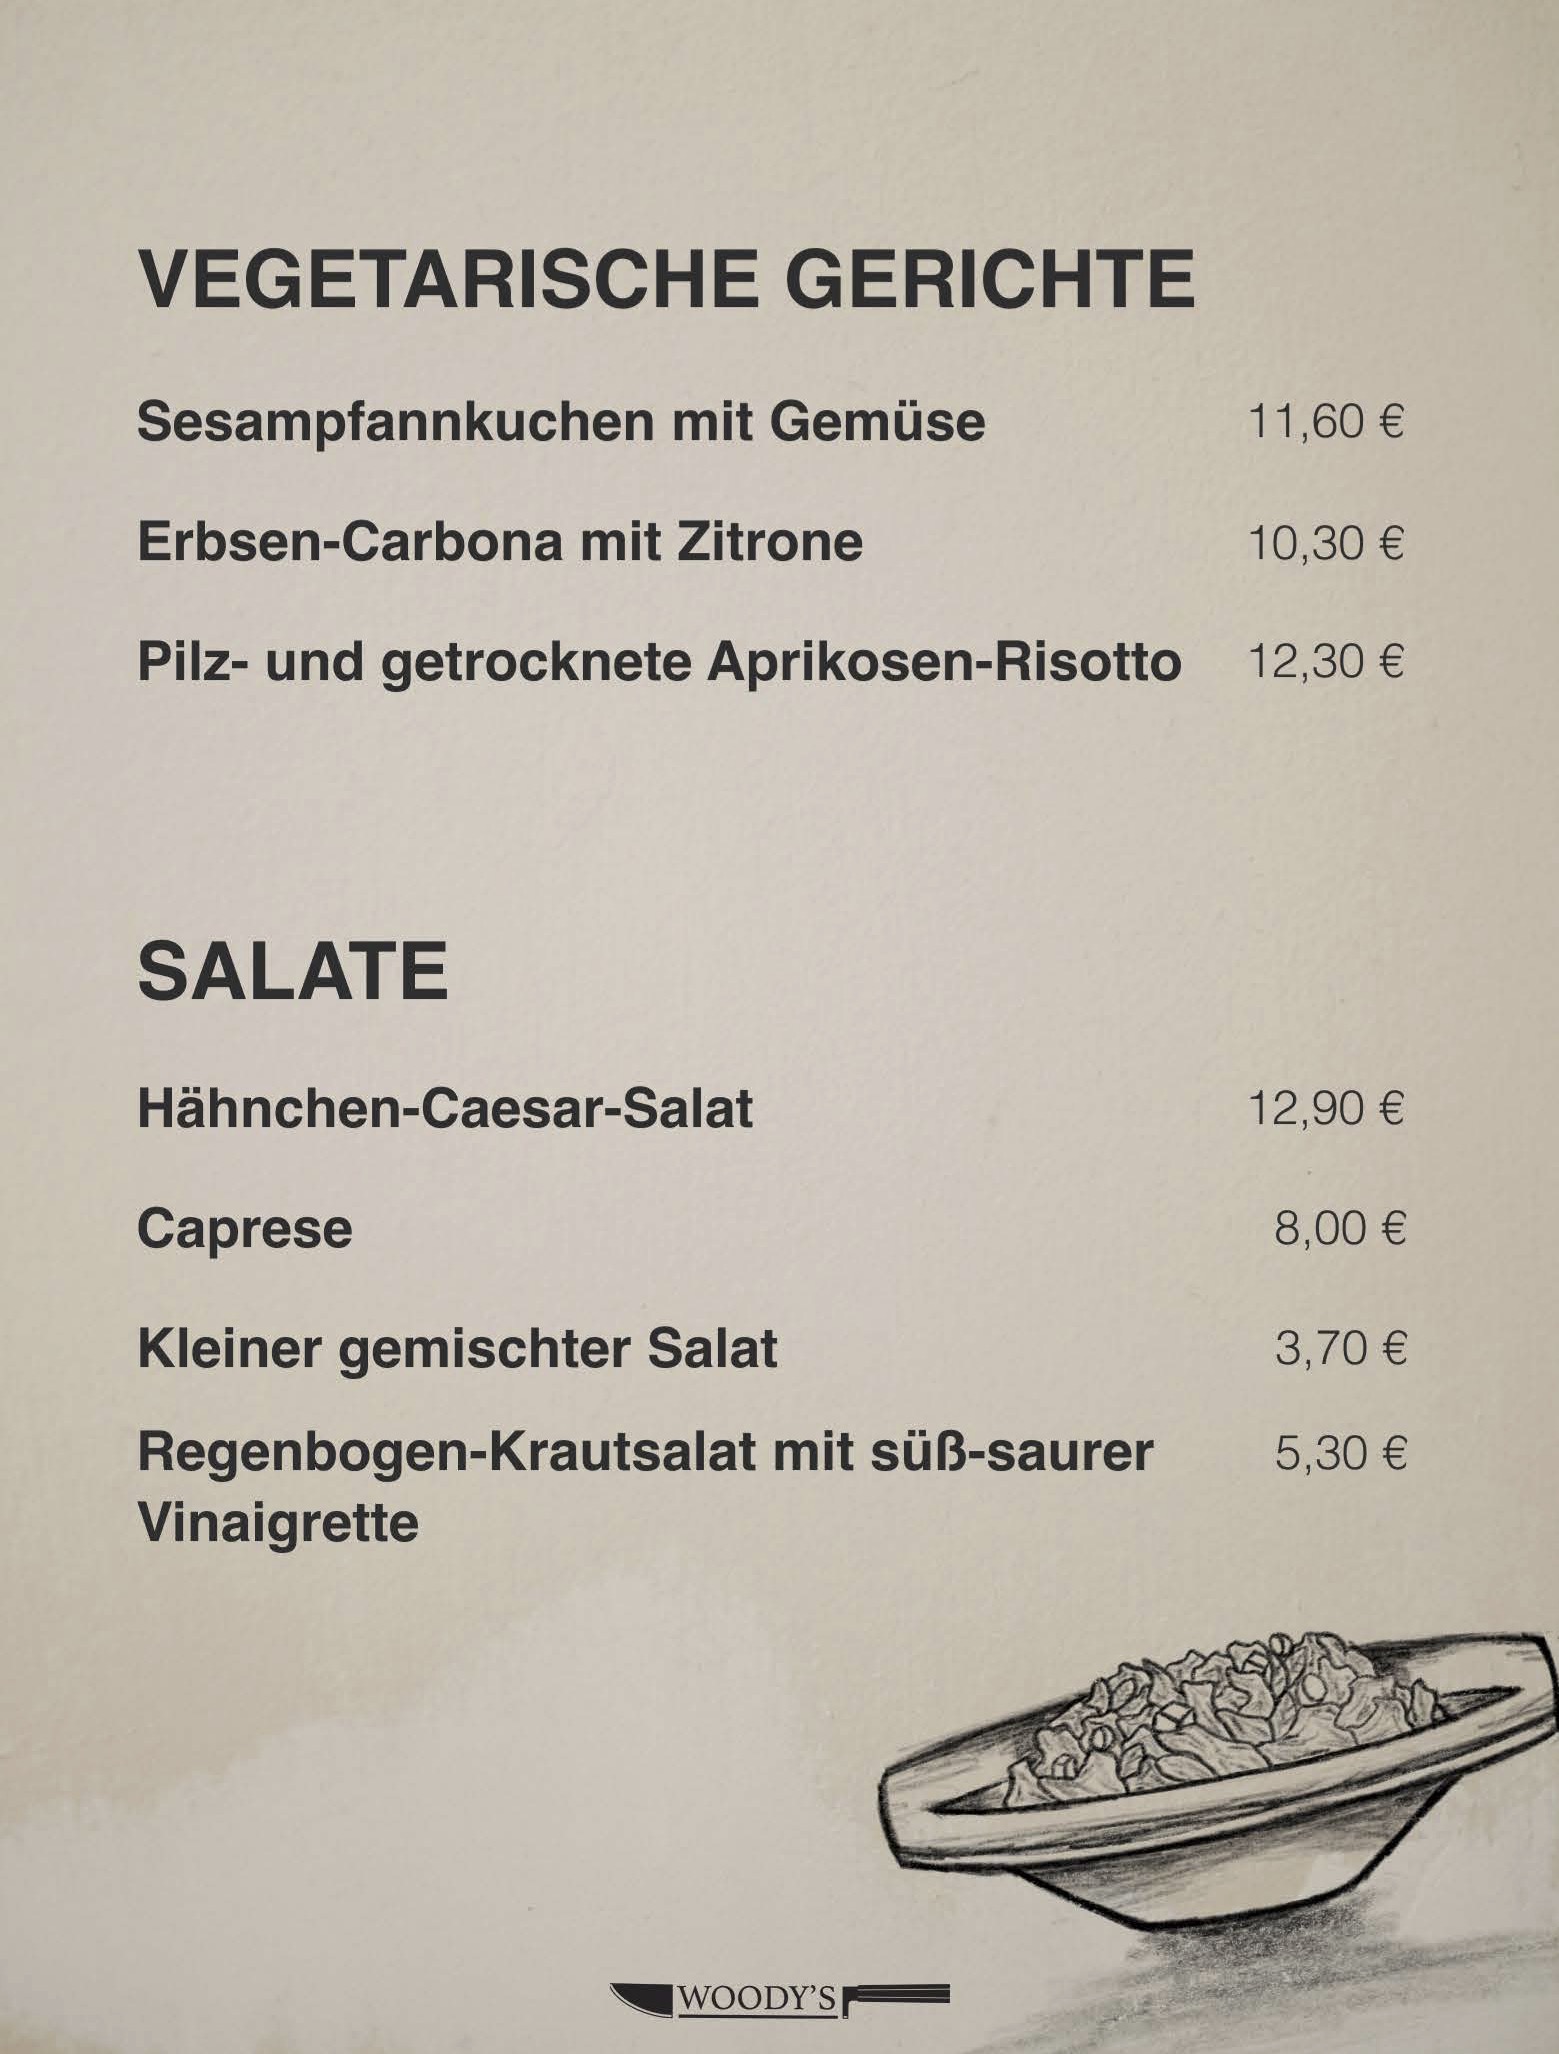 VEGETARISCHE GERICHTE
Sesampfannkuchen mit Gemüse 11,60 €
Erbsen-Carbona mit Zitrone 10,30 €
Pilz- und getrocknete Aprikosen-Risotto 12,30 €
SALATE
Hähnchen-Caesar-Salat 12,90 €
Caprese 8,00 €
Kleiner gemischter Salat 3,70 €
Regenbogen-Krautsalat mit süß-saurer 5,30 €
Vinaigrette
WOODY'S